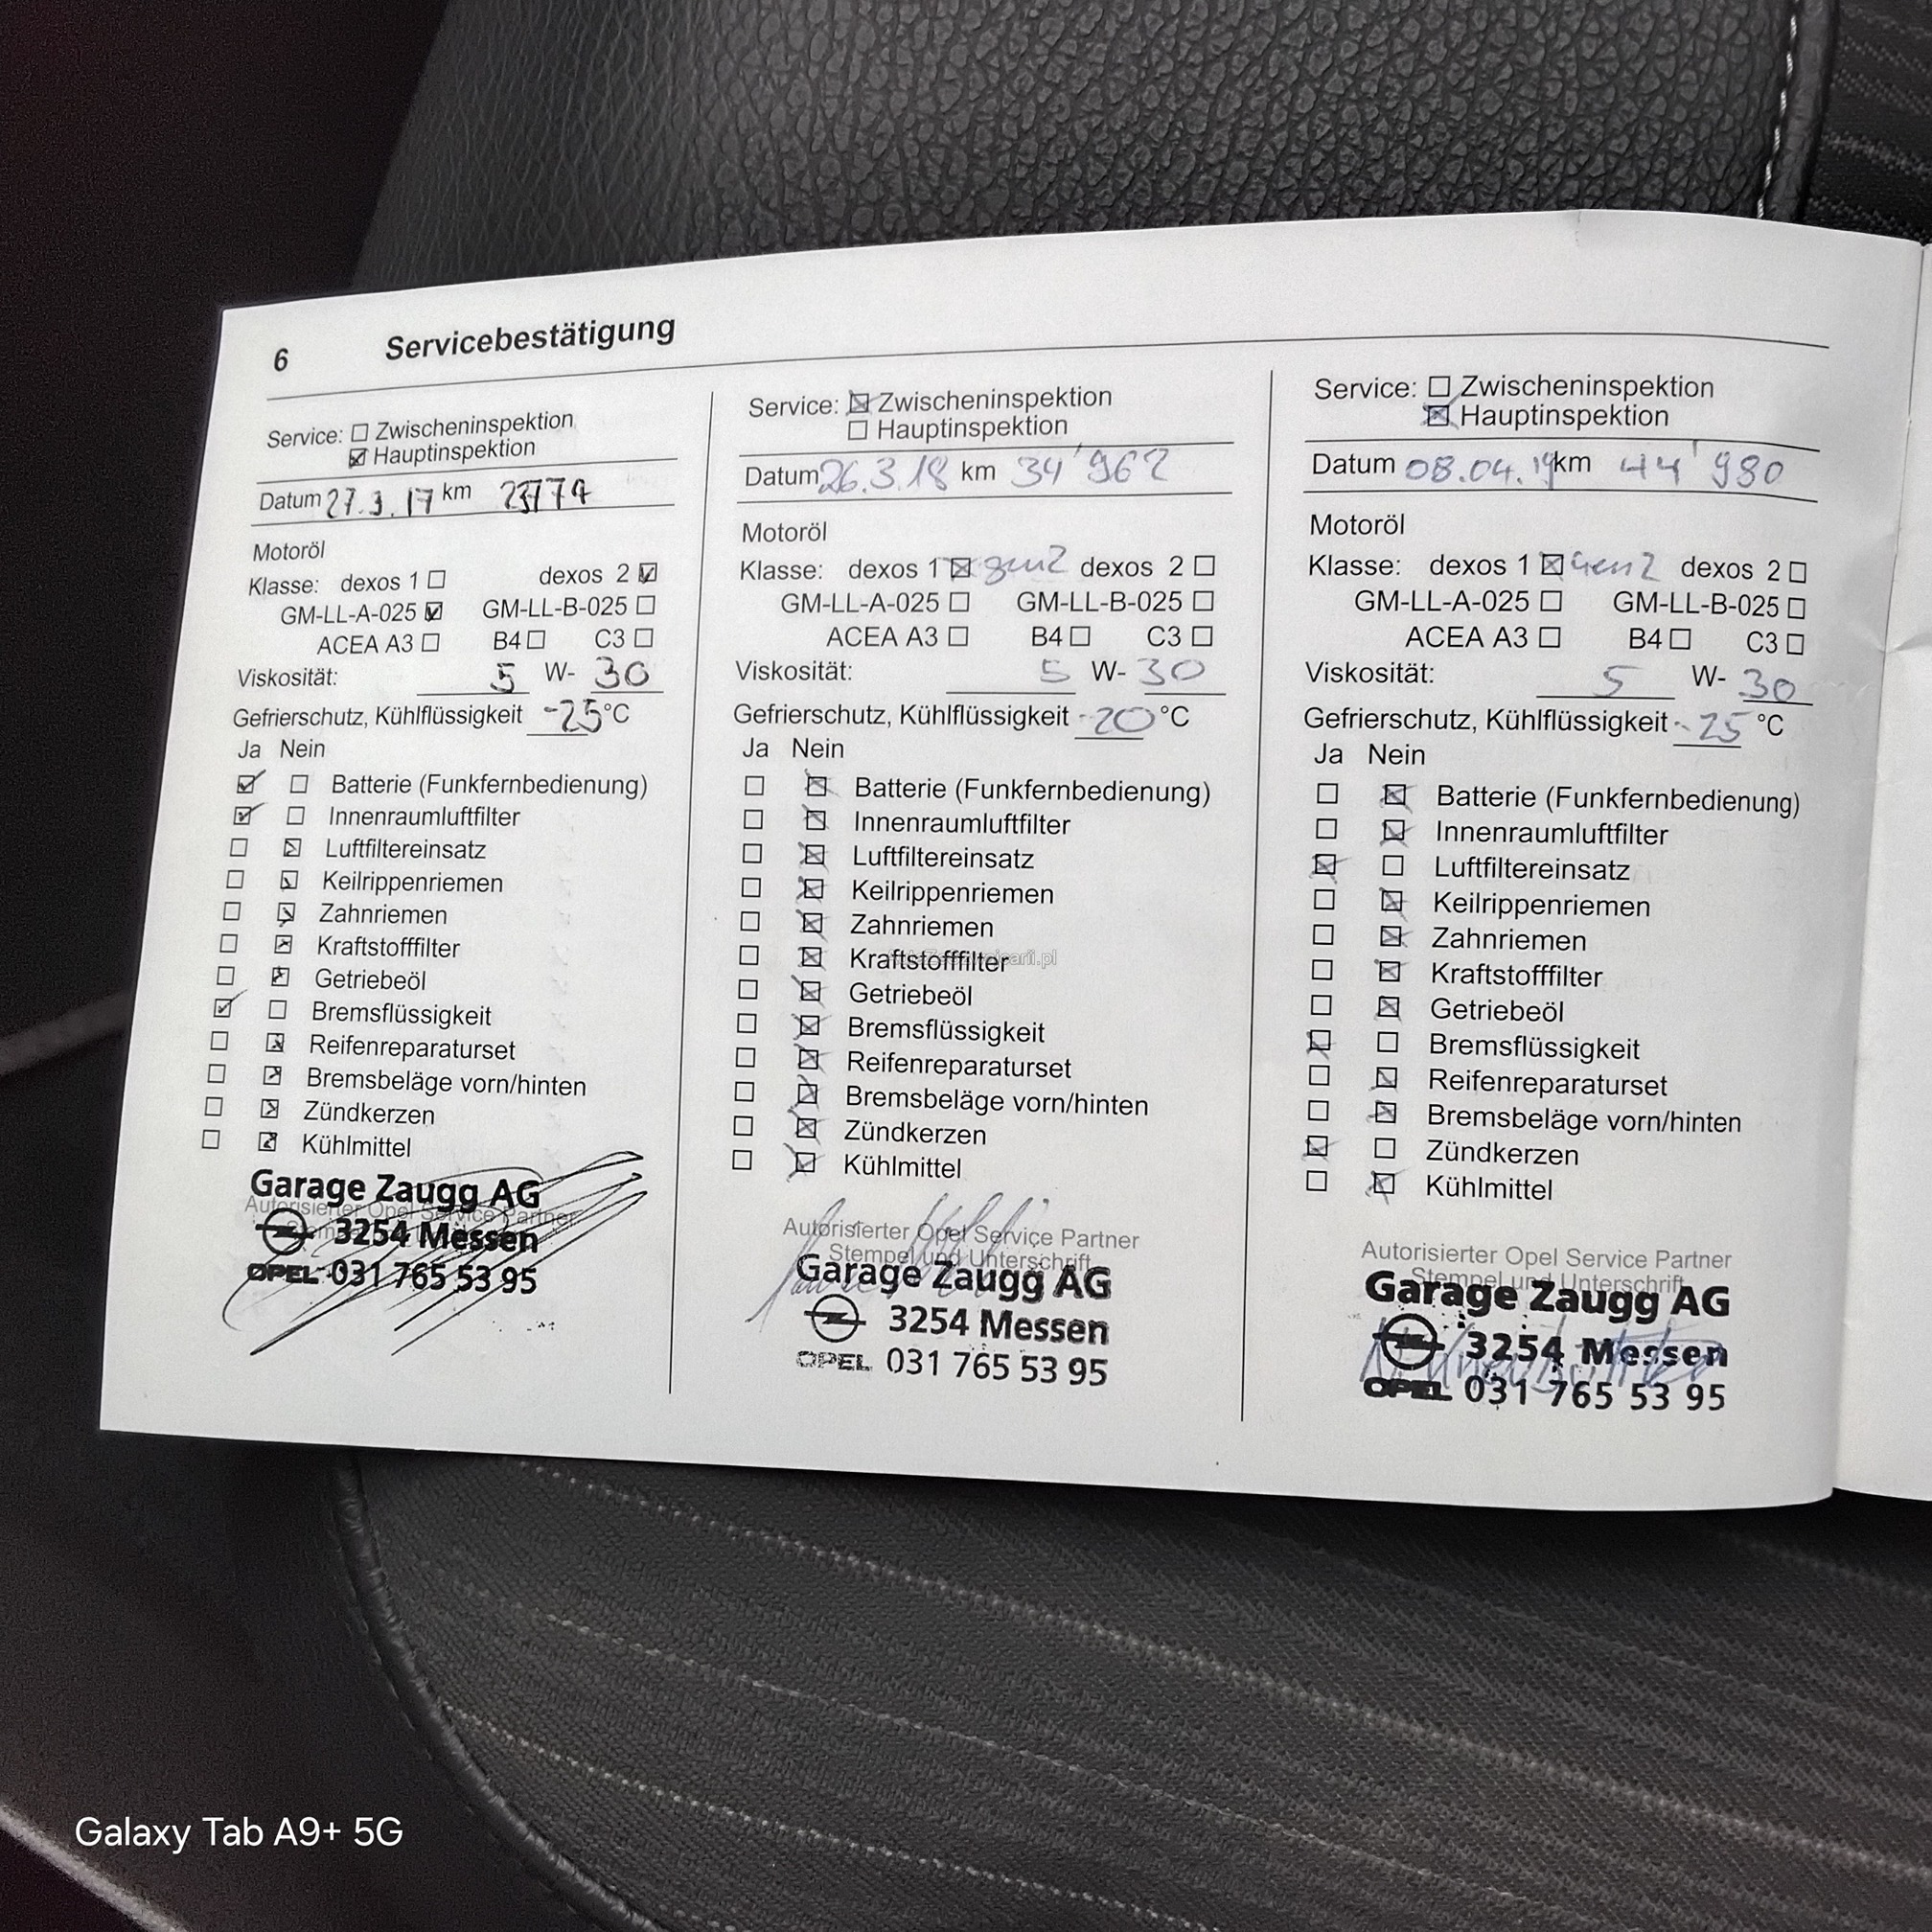 6 Servicebestätigung
Service: ☐ Zwischeninspektion
☑ Hauptinspektion
Datum 27.3.17 km
Motoröl
Klasse: dexos 1 ☐ dexos 2 ☑
GM-LL-A-025 ☑ GM-LL-B-025 ☐
ACEA A3 ☐ B4 ☐ C3 ☐
Viskosität: 5 W- 30
Gefrierschutz, Kühlflüssigkeit -25 °C
Ja Nein
☑ ☐ Batterie (Funkfernbedienung)
☑ ☐ Innenraumluftfilter
☐ ☒ Luftfiltereinsatz
☐ ☒ Keilrippenriemen
☐ ☒ Zahnriemen
☐ ☒ Kraftstofffilter
☐ ☒ Getriebeöl
☑ ☐ Bremsflüssigkeit
☐ ☒ Reifenreparaturset
☐ ☒ Bremsbeläge vorn/hinten
☐ ☒ Zündkerzen
☐ ☒ Kühlmittel
Garage Zaugg AG
Autorisierter Opel Service Partner
3254 Messen
OPEL 031 765 53 95
Service: ☒ Zwischeninspektion
☐ Hauptinspektion
Datum 26.3.18 km 34'962
Motoröl
Klasse: dexos 1 ☒ gen2 dexos 2 ☐
GM-LL-A-025 ☐ GM-LL-B-025 ☐
ACEA A3 ☐ B4 ☐ C3 ☐
Viskosität: 5 W- 30
Gefrierschutz, Kühlflüssigkeit -20 °C
Ja Nein
☐ ☒ Batterie (Funkfernbedienung)
☐ ☒ Innenraumluftfilter
☐ ☒ Luftfiltereinsatz
☐ ☒ Keilrippenriemen
☐ ☒ Zahnriemen
☐ ☒ Kraftstofffilter
☐ ☒ Getriebeöl
☐ ☒ Bremsflüssigkeit
☐ ☒ Reifenreparaturset
☐ ☒ Bremsbeläge vorn/hinten
☐ ☒ Zündkerzen
☐ ☒ Kühlmittel
Autorisierter Opel Service Partner
Stempel und Unterschrift
Garage Zaugg AG
3254 Messen
OPEL 031 765 53 95
Service: ☐ Zwischeninspektion
☒ Hauptinspektion
Datum 08.04.19 km 44'980
Motoröl
Klasse: dexos 1 ☒ Gen2 dexos 2 ☐
GM-LL-A-025 ☐ GM-LL-B-025 ☐
ACEA A3 ☐ B4 ☐ C3 ☐
Viskosität: 5 W- 30
Gefrierschutz, Kühlflüssigkeit -25 °C
Ja Nein
☐ ☒ Batterie (Funkfernbedienung)
☐ ☒ Innenraumluftfilter
☒ ☐ Luftfiltereinsatz
☐ ☒ Keilrippenriemen
☐ ☒ Zahnriemen
☐ ☒ Kraftstofffilter
☐ ☒ Getriebeöl
☒ ☐ Bremsflüssigkeit
☐ ☒ Reifenreparaturset
☐ ☒ Bremsbeläge vorn/hinten
☒ ☐ Zündkerzen
☐ ☒ Kühlmittel
Autorisierter Opel Service Partner
Stempel und Unterschrift
Garage Zaugg AG
3254 Messen
OPEL 031 765 53 95
Galaxy Tab A9+ 5G